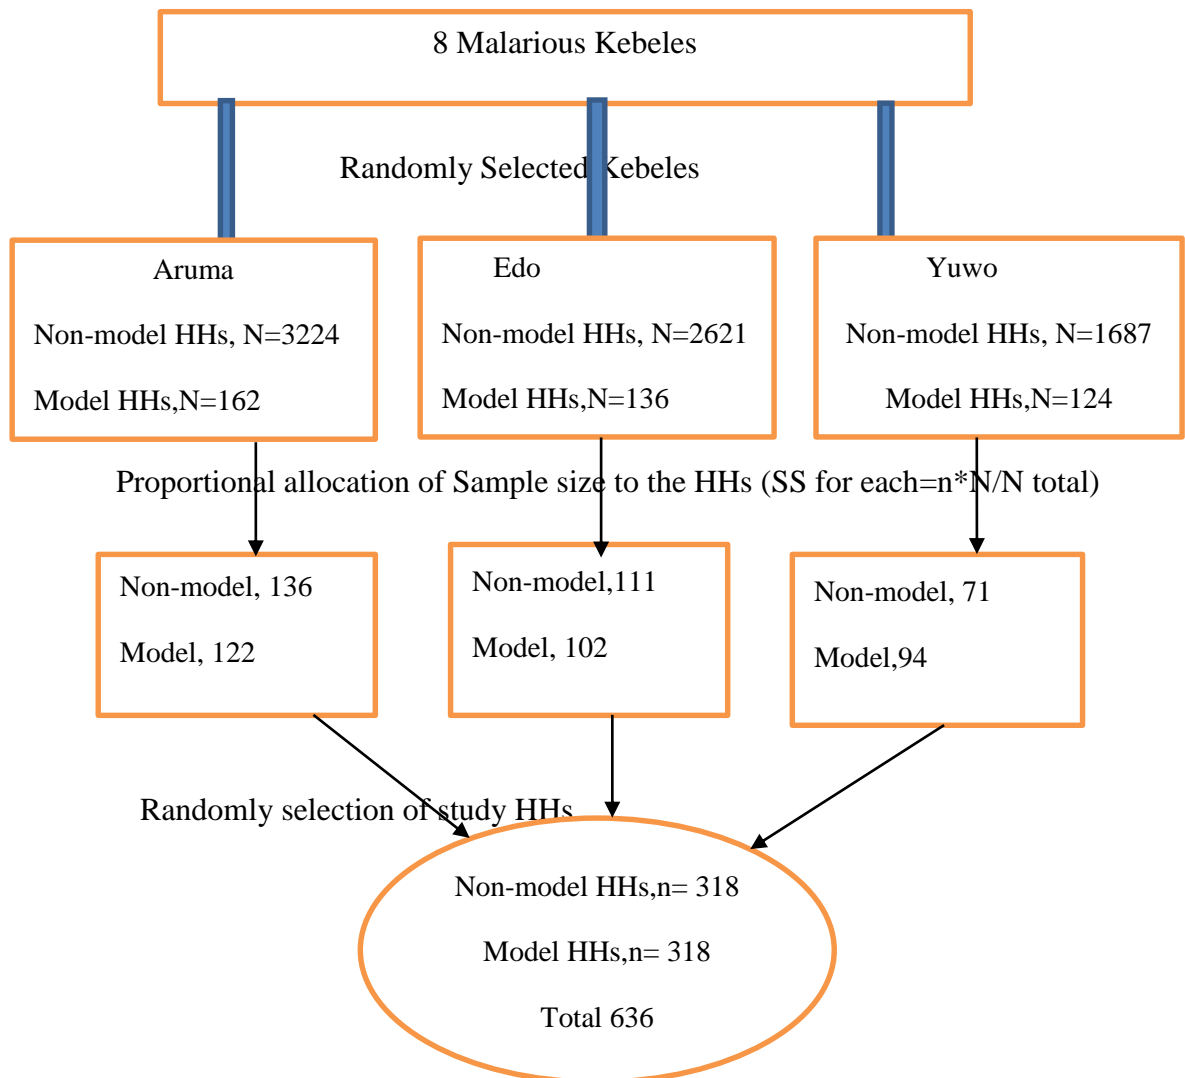 8 Malarious Kebeles
Randomly Selected Kebeles
Aruma
Non-model HHs, N=3224
Model HHs,N=162
Edo
Non-model HHs, N=2621
Model HHs,N=136
Yuwo
Non-model HHs, N=1687
Model HHs,N=124
Proportional allocation of Sample size to the HHs (SS for each=n*N/N total)
Non-model, 136
Model, 122
Non-model,111
Model, 102
Non-model, 71
Model,94
Randomly selection of study HHs
Non-model HHs,n= 318
Model HHs,n= 318
Total 636